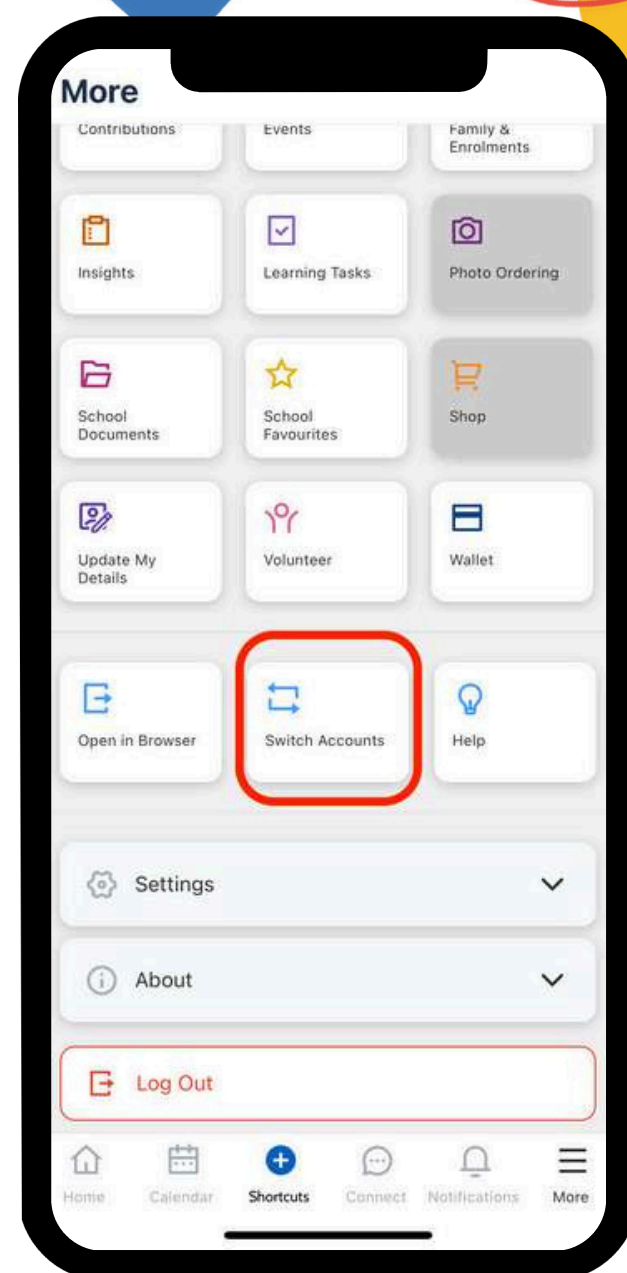 More
Contributions
Events
Family &
Enrolments
Insights
Learning Tasks
Photo Ordering
School
Documents
School
Favourites
Shop
Update My
Details
Volunteer
Wallet
Open in Browser
Switch Accounts
Help
Settings
About
Log Out
Home
Calendar
Shortcuts
Connect
Notifications
More